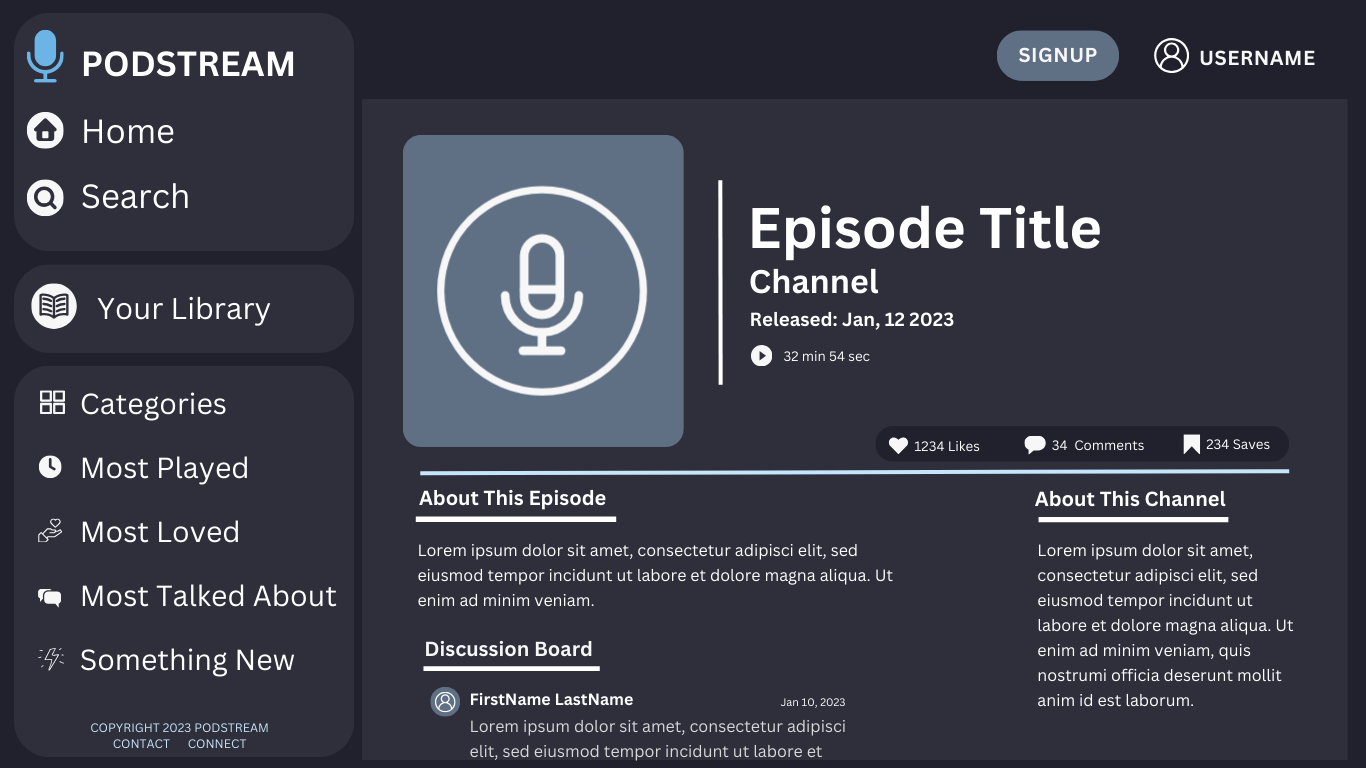 PODSTREAM
Home
Search
Your Library
Categories
Most Played
Most Loved
Most Talked About
Something New
COPYRIGHT 2023 PODSTREAM
CONTACT CONNECT
SIGNUP
USERNAME
Episode Title
Channel
Released: Jan, 12 2023
32 min 54 sec
1234 Likes
34 Comments
234 Saves
About This Episode
Lorem ipsum dolor sit amet, consectetur adipisci elit, sed
eiusmod tempor incidunt ut labore et dolore magna aliqua. Ut
enim ad minim veniam.
Discussion Board
FirstName LastName
Jan 10, 2023
Lorem ipsum dolor sit amet, consectetur adipisci
elit, sed eiusmod tempor incidunt ut labore et
About This Channel
Lorem ipsum dolor sit amet,
consectetur adipisci elit, sed
eiusmod tempor incidunt ut
labore et dolore magna aliqua. Ut
enim ad minim veniam, quis
nostrumi officia deserunt mollit
anim id est laborum.